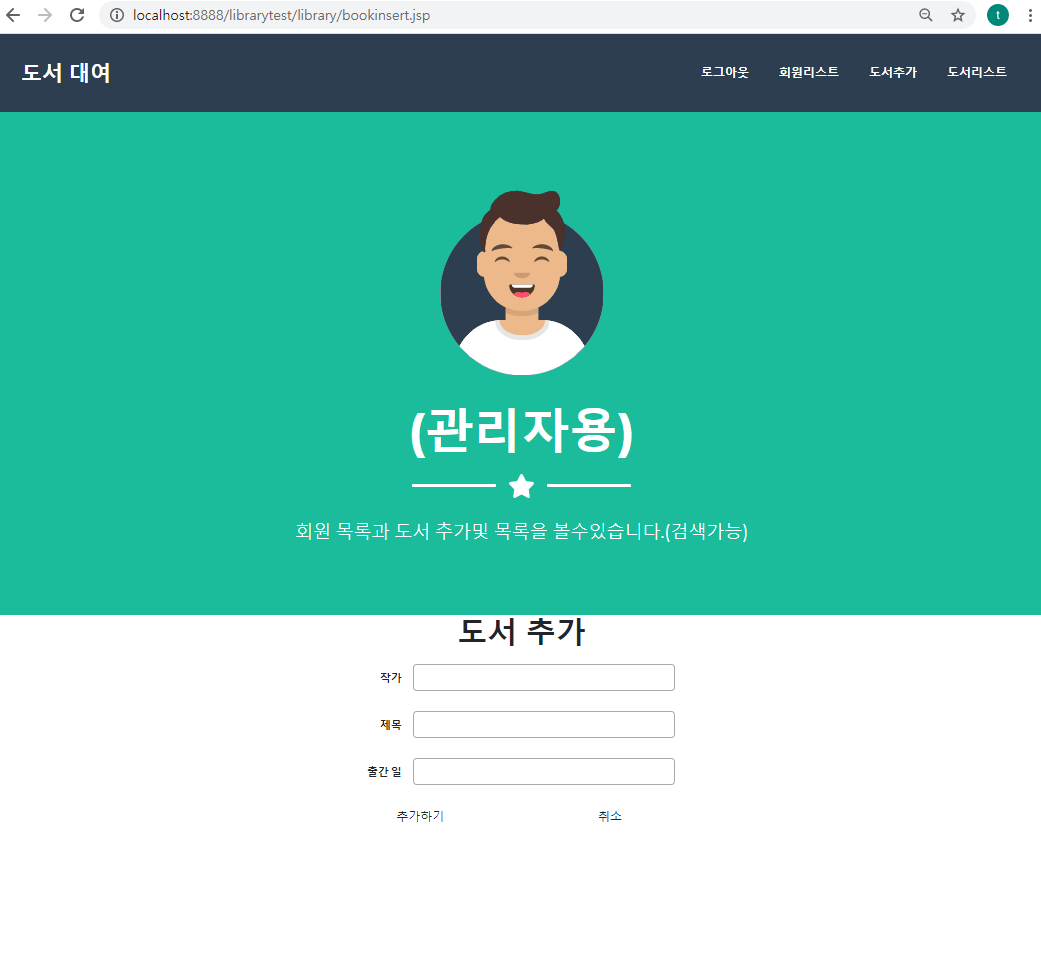 localhost:8888/librarytest/library/bookinsert.jsp
t
도서 대여
로그아웃 회원리스트 도서추가 도서리스트
(관리자용)
회원 목록과 도서 추가및 목록을 볼수있습니다.(검색가능)
도서 추가
작가
제목
출간 일
추가하기 취소